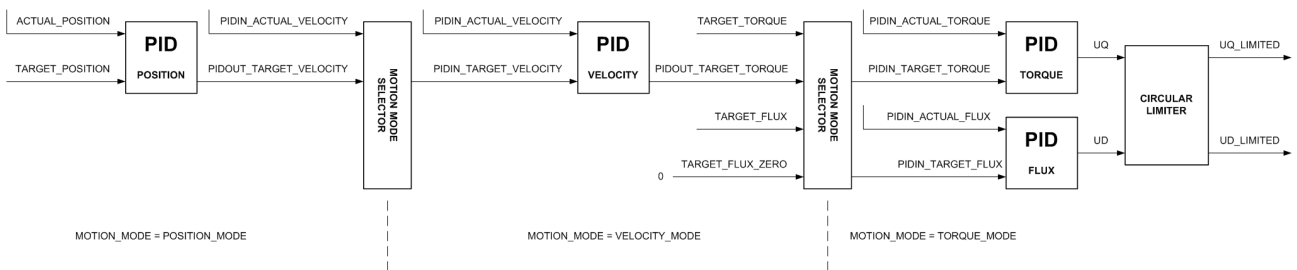 ACTUAL_POSITION
TARGET_POSITION
PID
POSITION
PIDIN_ACTUAL_VELOCITY
PIDOUT_TARGET_VELOCITY
MOTION MODE
SELECTOR
PIDIN_ACTUAL_VELOCITY
PIDIN_TARGET_VELOCITY
PID
VELOCITY
PIDOUT_TARGET_TORQUE
TARGET_TORQUE
TARGET_FLUX
TARGET_FLUX_ZERO
0
MOTION MODE
SELECTOR
PIDIN_ACTUAL_TORQUE
PIDIN_TARGET_TORQUE
PID
TORQUE
PIDIN_ACTUAL_FLUX
PIDIN_TARGET_FLUX
PID
FLUX
UQ
UD
CIRCULAR
LIMITER
UQ_LIMITED
UD_LIMITED
MOTION_MODE = POSITION_MODE
MOTION_MODE = VELOCITY_MODE
MOTION_MODE = TORQUE_MODE